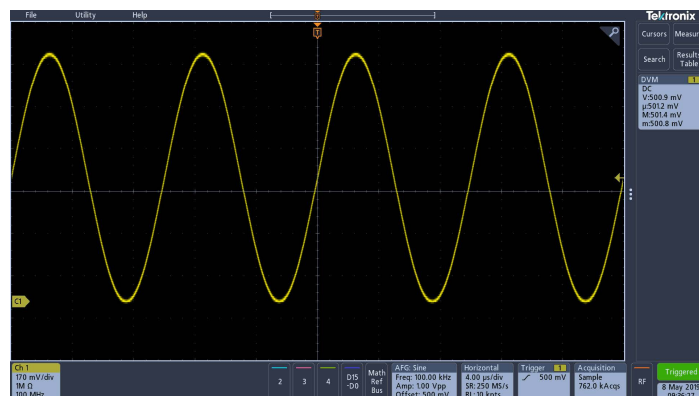 File Utility Help
Tektronix
Cursors Measur
Search Results
Table
DVM 1
DC
V:500.9 mV
μ:501.2 mV
M:501.4 mV
m:500.8 mV
C1
Ch 1
170 mV/div
1M Ω
100 MHz
2
3
4
D15
-D0
Math
Ref
Bus
AFG: Sine
Freq: 100.00 kHz
Amp: 1.00 Vpp
Offset: 500 mV
Horizontal
4.00 μs/div
SR: 250 MS/s
RL: 10 kpts
Trigger 1
500 mV
Acquisition
Sample
762.0 kAcqs
RF
Triggered
8 May 2019